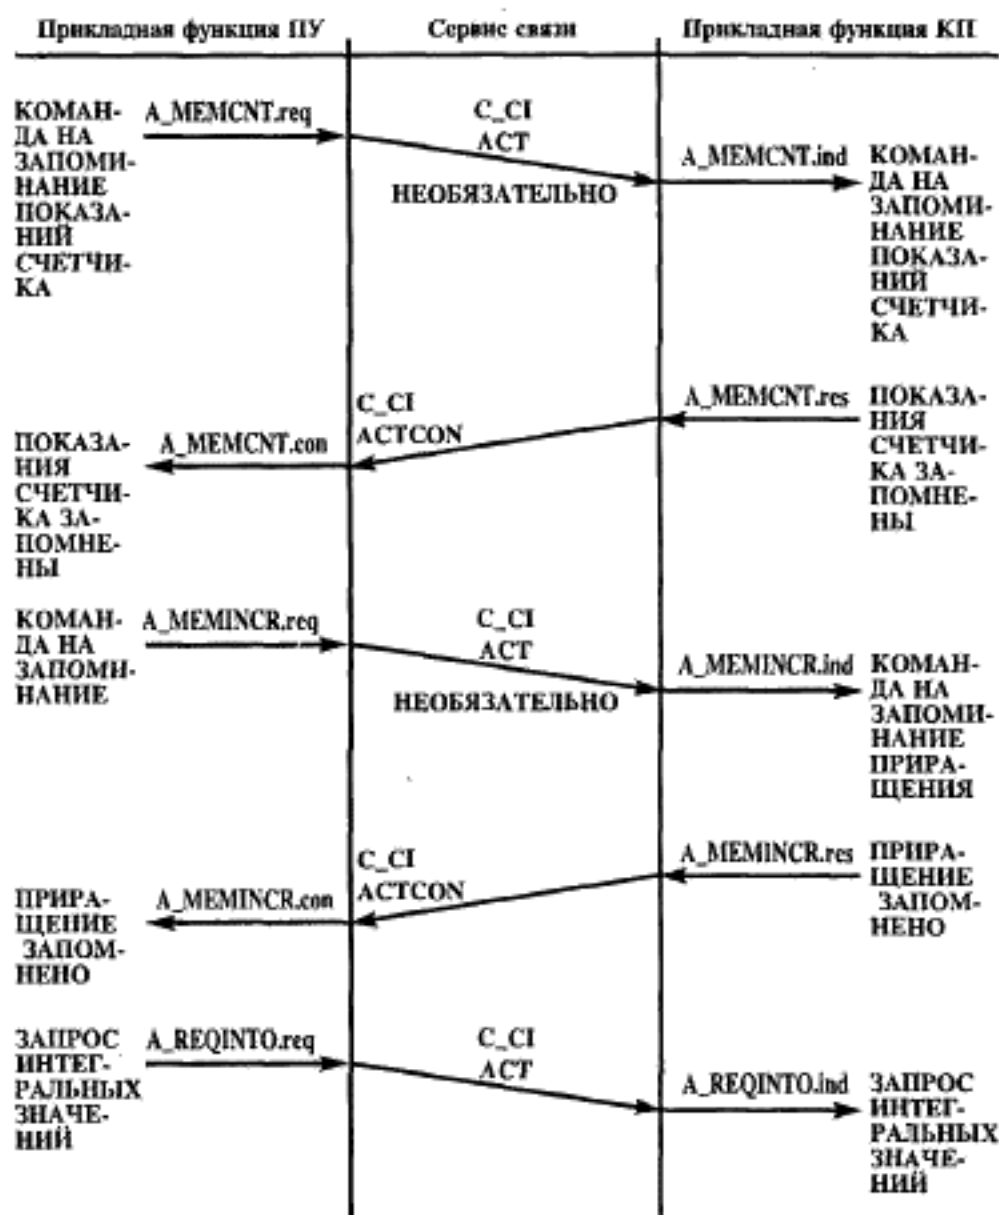 Прикладная функция ПУ
Сервис связи
Прикладная функция КП
КОМАН-
ДА НА
ЗАПОМИ-
НАНИЕ
ПОКАЗА-
НИЙ
СЧЕТЧИ-
КА
A_MEMCNT.req
C_CI
ACT
НЕОБЯЗАТЕЛЬНО
A_MEMCNT.ind
КОМАН-
ДА НА
ЗАПОМИ-
НАНИЕ
ПОКАЗА-
НИЙ
СЧЕТЧИ-
КА
ПОКАЗА-
НИЯ
СЧЕТЧИ-
КА ЗА-
ПОМНЕ-
НЫ
A_MEMCNT.con
C_CI
ACTCON
A_MEMCNT.res
ПОКАЗА-
НИЯ
СЧЕТЧИ-
КА ЗА-
ПОМНЕ-
НЫ
КОМАН-
ДА НА
ЗАПОМИ-
НАНИЕ
A_MEMINCR.req
C_CI
ACT
НЕОБЯЗАТЕЛЬНО
A_MEMINCR.ind
КОМАН-
ДА НА
ЗАПОМИ-
НАНИЕ
ПРИРА-
ЩЕНИЯ
ПРИРА-
ЩЕНИЕ
ЗАПОМ-
НЕНО
A_MEMINCR.con
C_CI
ACTCON
A_MEMINCR.res
ПРИРА-
ЩЕНИЕ
ЗАПОМ-
НЕНО
ЗАПРОС
ИНТЕГ-
РАЛЬНЫХ
ЗНАЧЕ-
НИЙ
A_REQINTO.req
C_CI
ACT
A_REQINTO.ind
ЗАПРОС
ИНТЕГ-
РАЛЬНЫХ
ЗНАЧЕ-
НИЙ